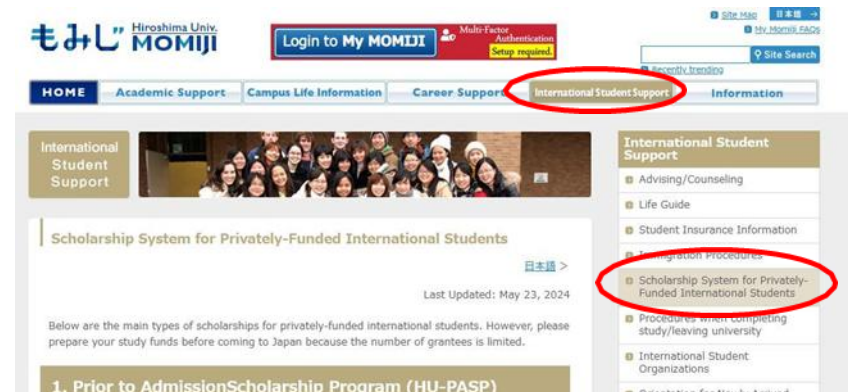 もみじ Hiroshima Univ.
MOMIJI
Login to My MOMIJI
Multi-Factor
Authentication
Setup required.
Site Map 日本語 →
My Momiji FAQs
Site Search
Recently trending
HOME Academic Support Campus Life Information Career Support International Student Support Information
International
Student
Support
Scholarship System for Privately-Funded International Students
日本語 >
Last Updated: May 23, 2024
Below are the main types of scholarships for privately-funded international students. However, please
prepare your study funds before coming to Japan because the number of grantees is limited.
1. Prior to AdmissionScholarship Program (HU-PASP)
International Student
Support
Advising/Counseling
Life Guide
Student Insurance Information
Immigration Procedures
Scholarship System for Privately-
Funded International Students
Procedures when completing
study/leaving university
International Student
Organizations
Orientation for Newly Arrived